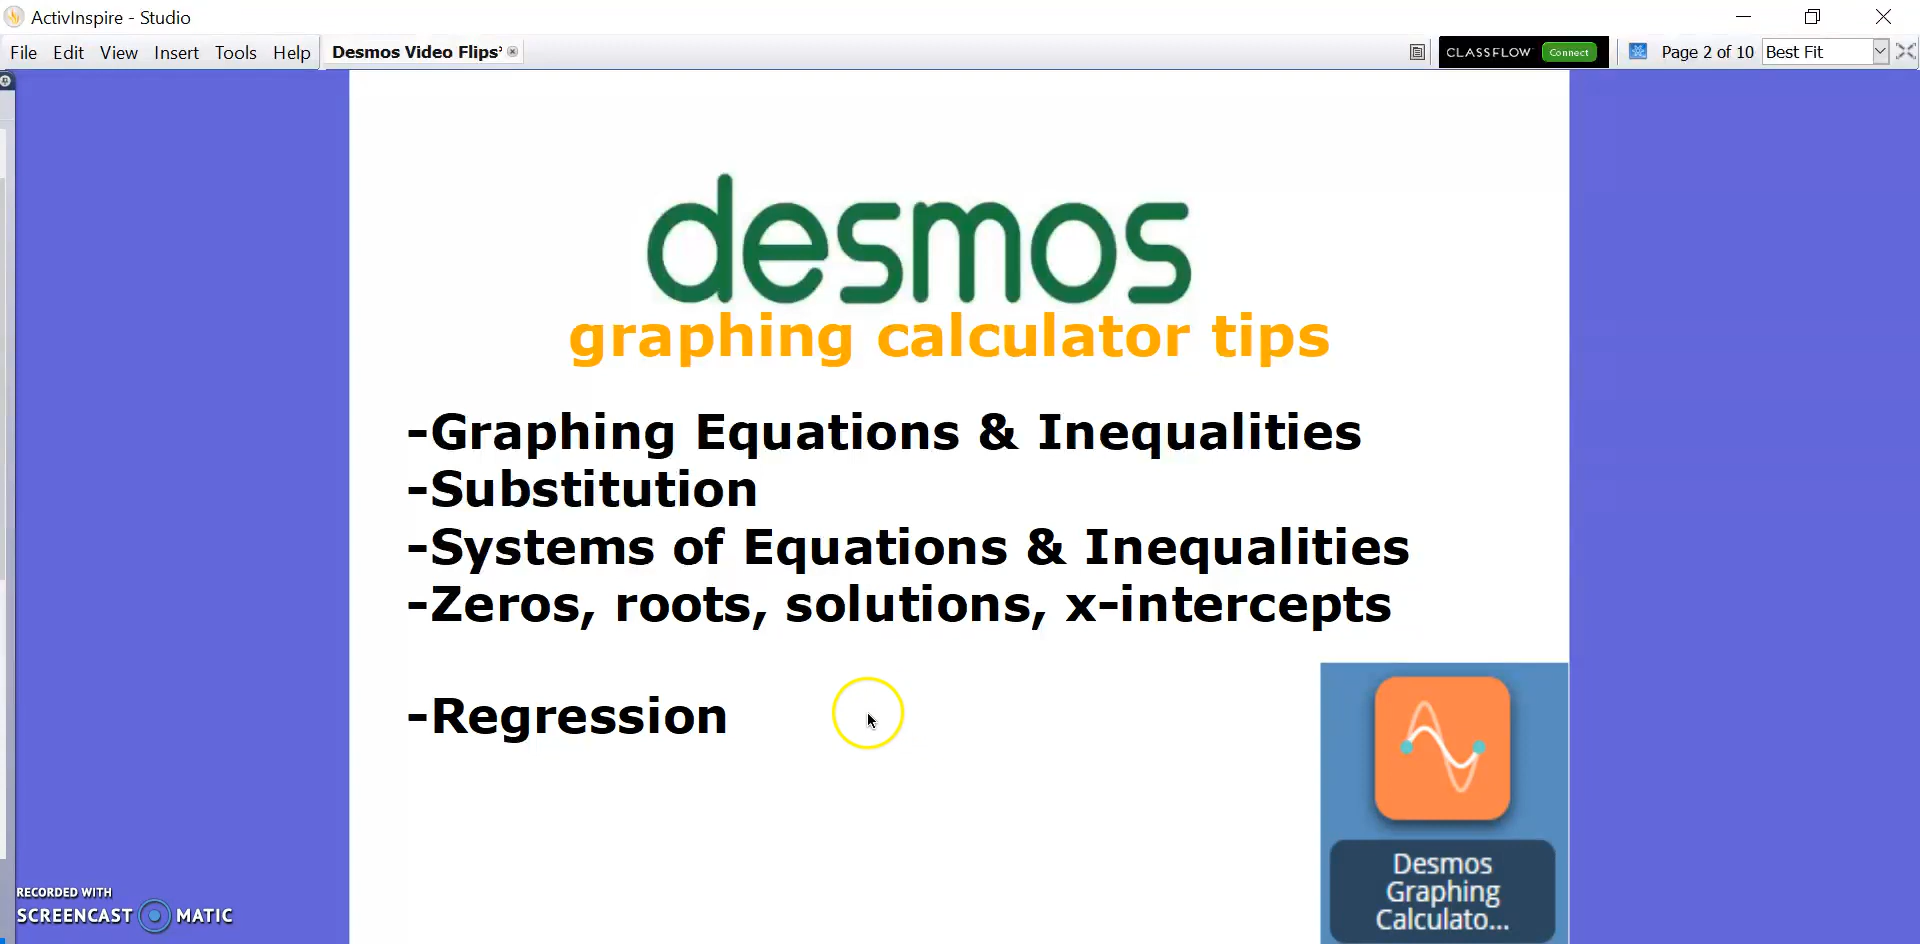 ActivInspire - Studio
File Edit View Insert Tools Help Desmos Video Flips' CLASSFLOW Connect Page 2 of 10 Best Fit
desmos
graphing calculator tips
-Graphing Equations & Inequalities
-Substitution
-Systems of Equations & Inequalities
-Zeros, roots, solutions, x-intercepts
-Regression
Desmos
Graphing
Calculato...
RECORDED WITH
SCREENCAST MATIC